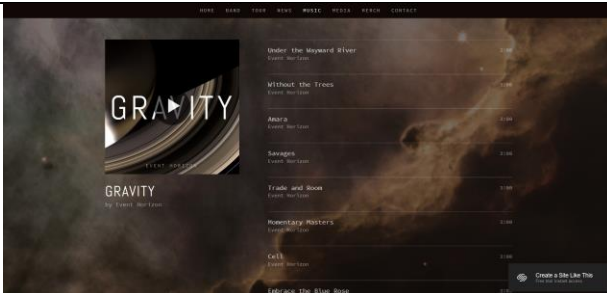 HOME BAND TOUR NEWS MUSIC MEDIA MERCH CONTACT
GRAVITY
EVENT HORIZON
GRAVITY
by Event Horizon
Under the Wayward River
Event Horizon
Without the Trees
Event Horizon
Amara
Event Horizon
Savages
Event Horizon
Trade and Room
Event Horizon
Momentary Masters
Event Horizon
Cell
Event Horizon
Embrace the Blue Rose
Create a Site Like This